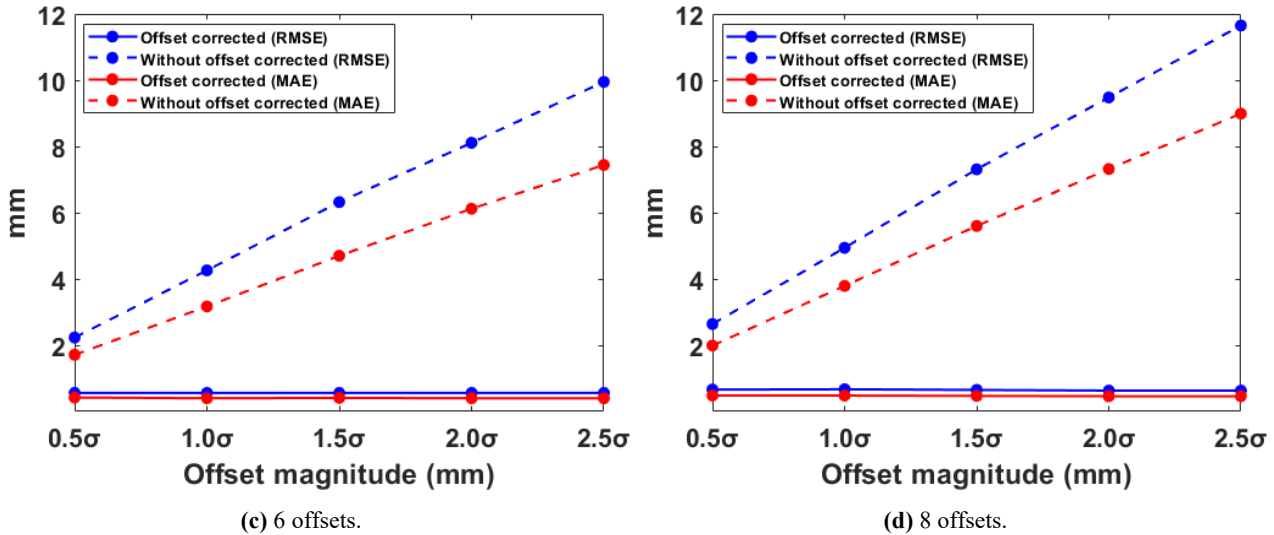 12
10
8
6
4
2
mm
Offset corrected (RMSE)
Without offset corrected (RMSE)
Offset corrected (MAE)
Without offset corrected (MAE)
0.5σ 1.0σ 1.5σ 2.0σ 2.5σ
Offset magnitude (mm)
(c) 6 offsets.
12
10
8
6
4
2
mm
Offset corrected (RMSE)
Without offset corrected (RMSE)
Offset corrected (MAE)
Without offset corrected (MAE)
0.5σ 1.0σ 1.5σ 2.0σ 2.5σ
Offset magnitude (mm)
(d) 8 offsets.